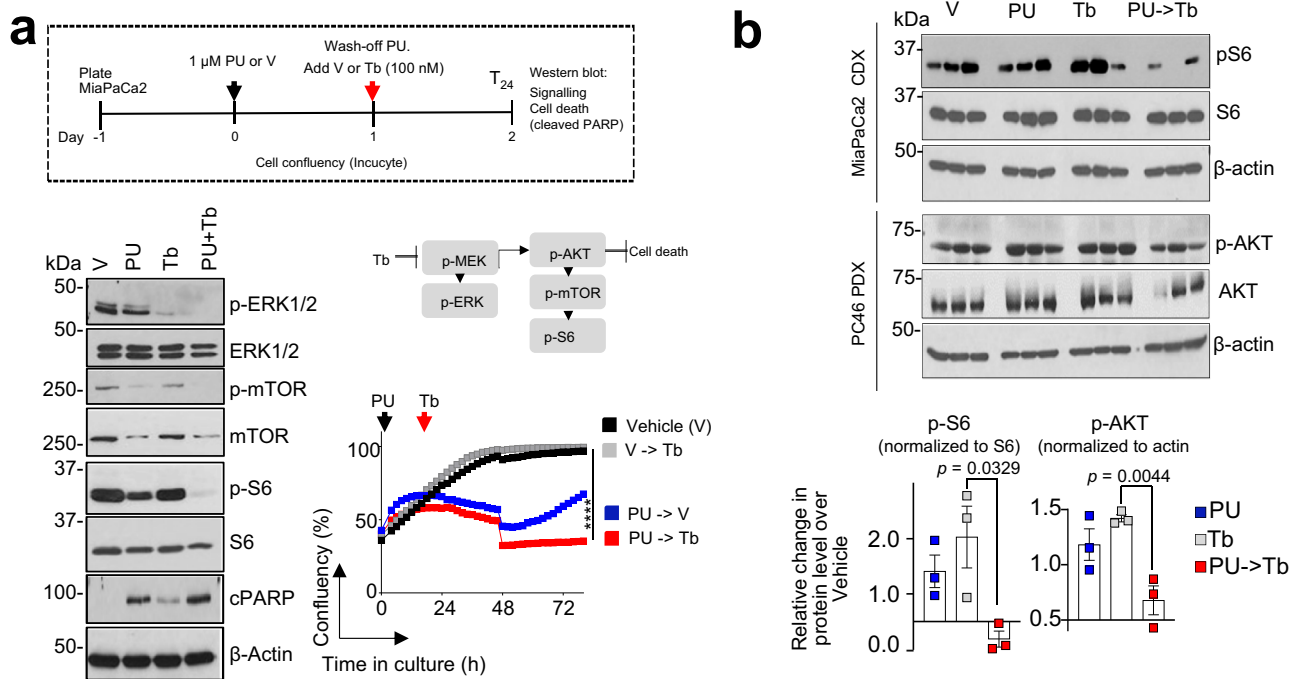 a
Plate
MiaPaCa2
1 µM PU or V
Wash-off PU.
Add V or Tb (100 nM)
T24
Western blot:
Signalling
Cell death
(cleaved PARP)
Day -1 0 1 2
Cell confluency (Incucyte)
kDa V PU Tb PU+Tb
50- p-ERK1/2
50- ERK1/2
250- p-mTOR
250- mTOR
37- p-S6
37- S6
100- cPARP
50- β-Actin
Tb p-MEK p-AKT Cell death
p-ERK p-mTOR
p-S6
PU Tb
Confluency (%)
100
50
0
0 24 48 72
Time in culture (h)
Vehicle (V)
V -> Tb
PU -> V
PU -> Tb
****
b
kDa V PU Tb PU->Tb
MiaPaCa2 CDX
37- pS6
37- S6
50- β-actin
PC46 PDX
75- p-AKT
75- AKT
50- β-actin
p-S6
(normalized to S6)
p = 0.0329
Relative change in
protein level over
Vehicle
2.0
1.0
0.0
p-AKT
(normalized to actin
p = 0.0044
1.5
1.0
0.5
PU
Tb
PU->Tb